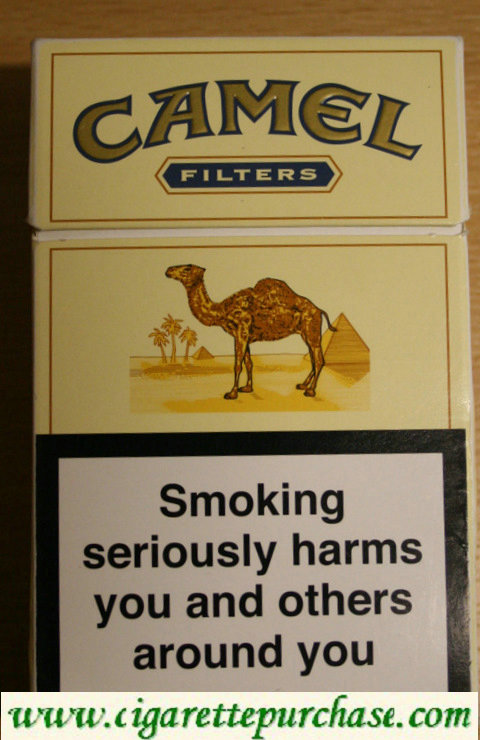 CAMEL
FILTERS
Smoking
seriously harms
you and others
around you
www.cigarettepurchase.com